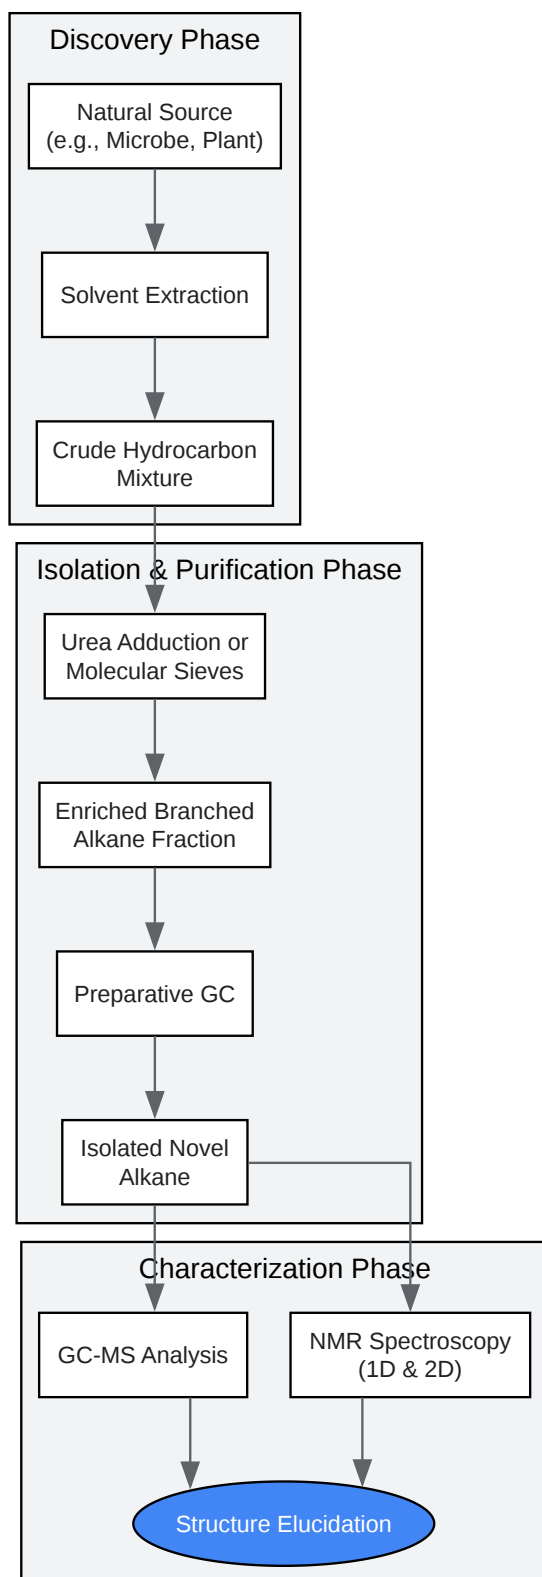 Discovery Phase
Natural Source
(e.g., Microbe, Plant)
Solvent Extraction
Crude Hydrocarbon
Mixture
Isolation & Purification Phase
Urea Adduction or
Molecular Sieves
Enriched Branched
Alkane Fraction
Preparative GC
Isolated Novel
Alkane
Characterization Phase
GC-MS Analysis
NMR Spectroscopy
(1D & 2D)
Structure Elucidation